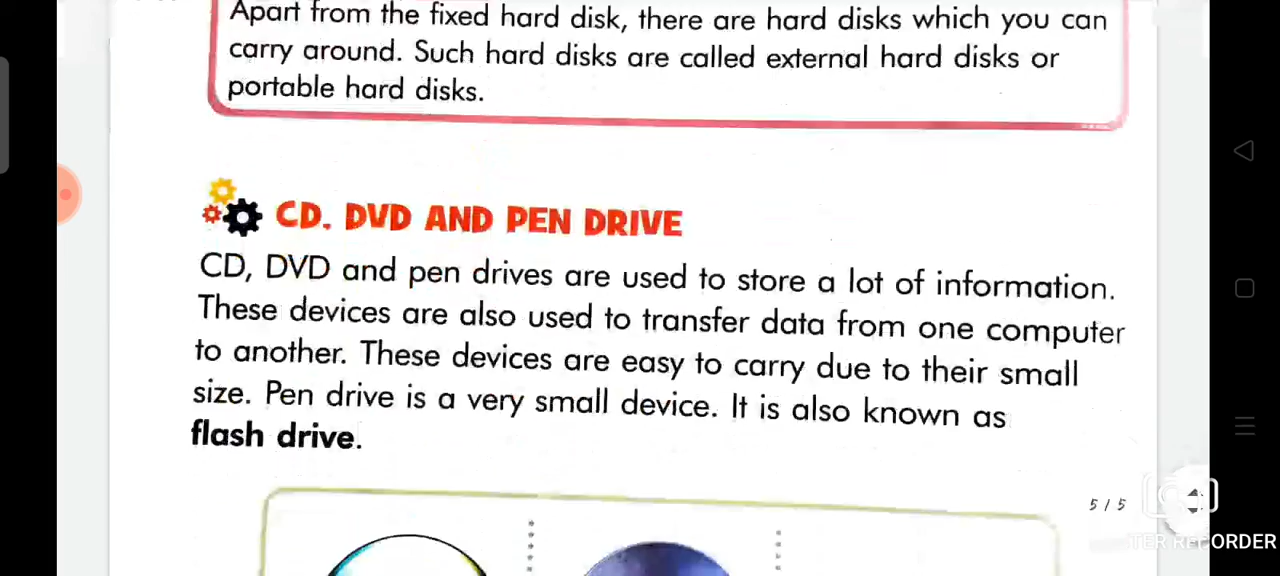 Apart from the fixed hard disk, there are hard disks which you can
carry around. Such hard disks are called external hard disks or
portable hard disks.
CD. DVD AND PEN DRIVE
CD, DVD and pen drives are used to store a lot of information.
These devices are also used to transfer data from one computer
to another. These devices are easy to carry due to their small
size. Pen drive is a very small device. It is also known as
flash drive.
5 / 5
ORDER